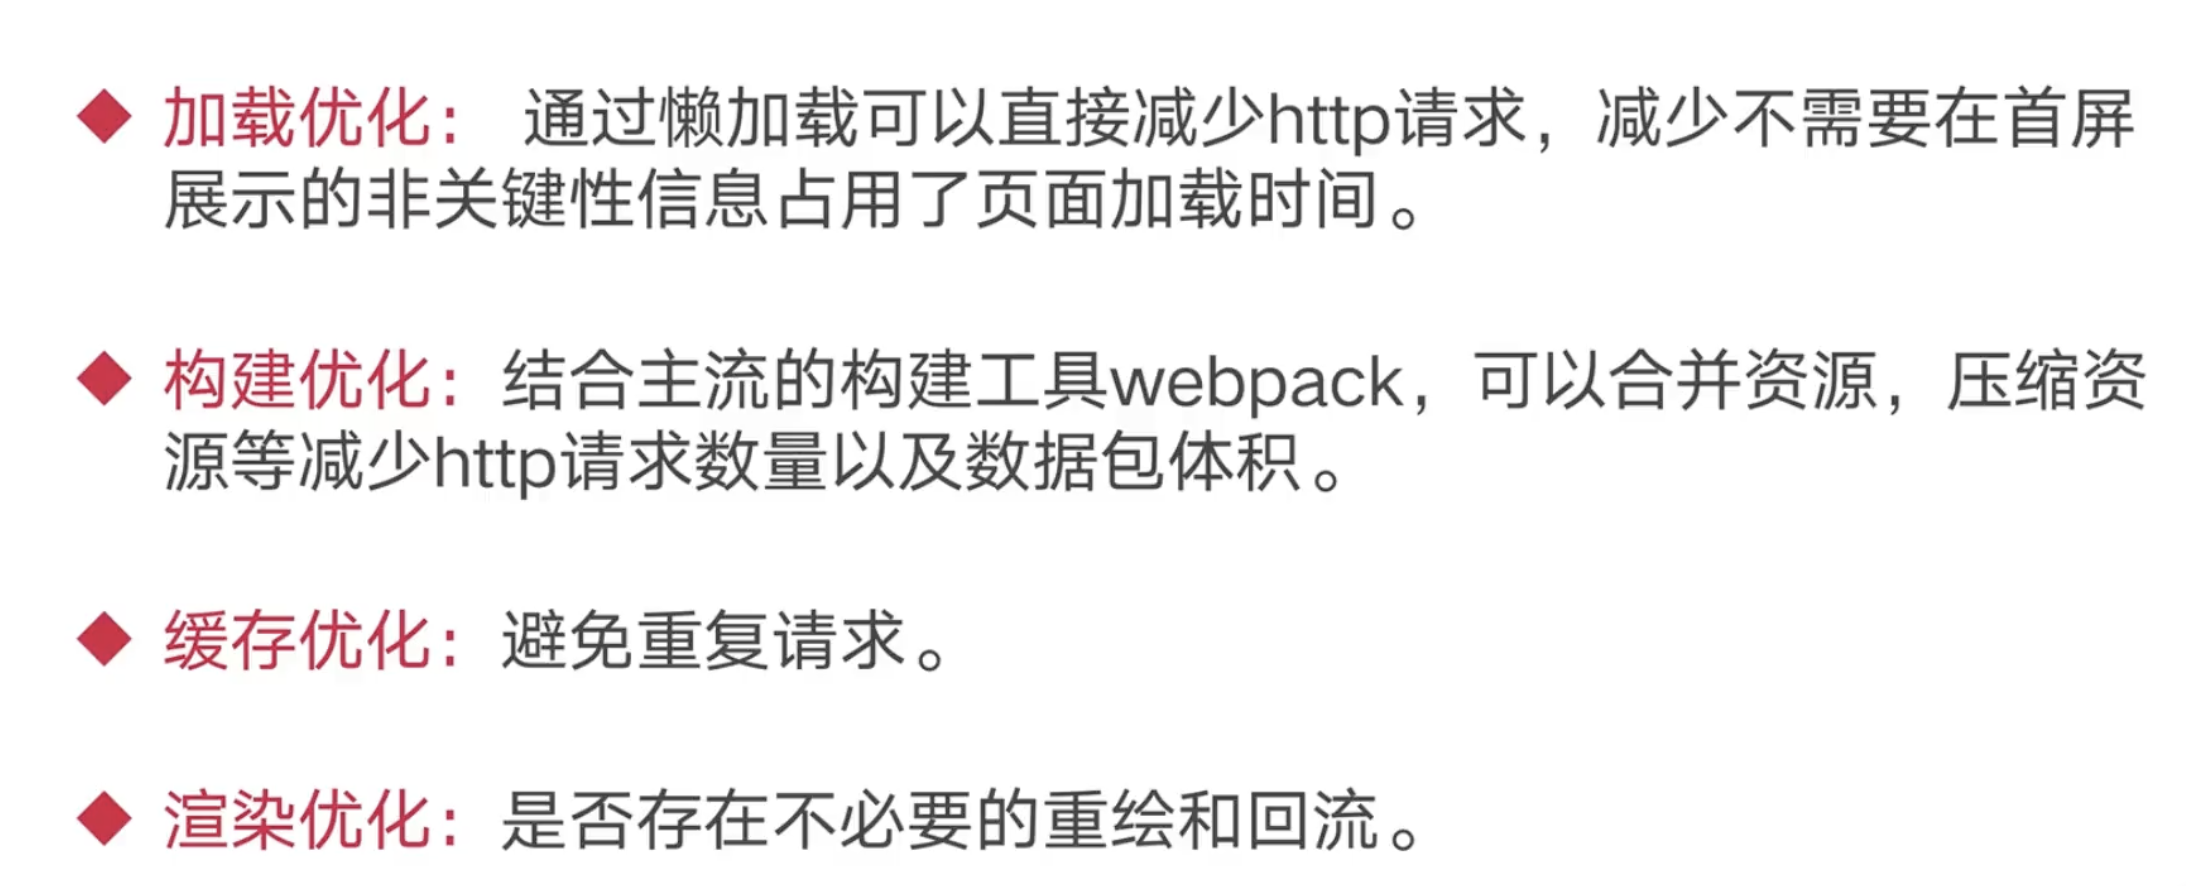 ◆ 加载优化： 通过懒加载可以直接减少http请求，减少不需要在首屏
展示的非关键性信息占用了页面加载时间。
◆ 构建优化：结合主流的构建工具webpack，可以合并资源，压缩资
源等减少http请求数量以及数据包体积。
◆ 缓存优化：避免重复请求。
◆ 渲染优化：是否存在不必要的重绘和回流。